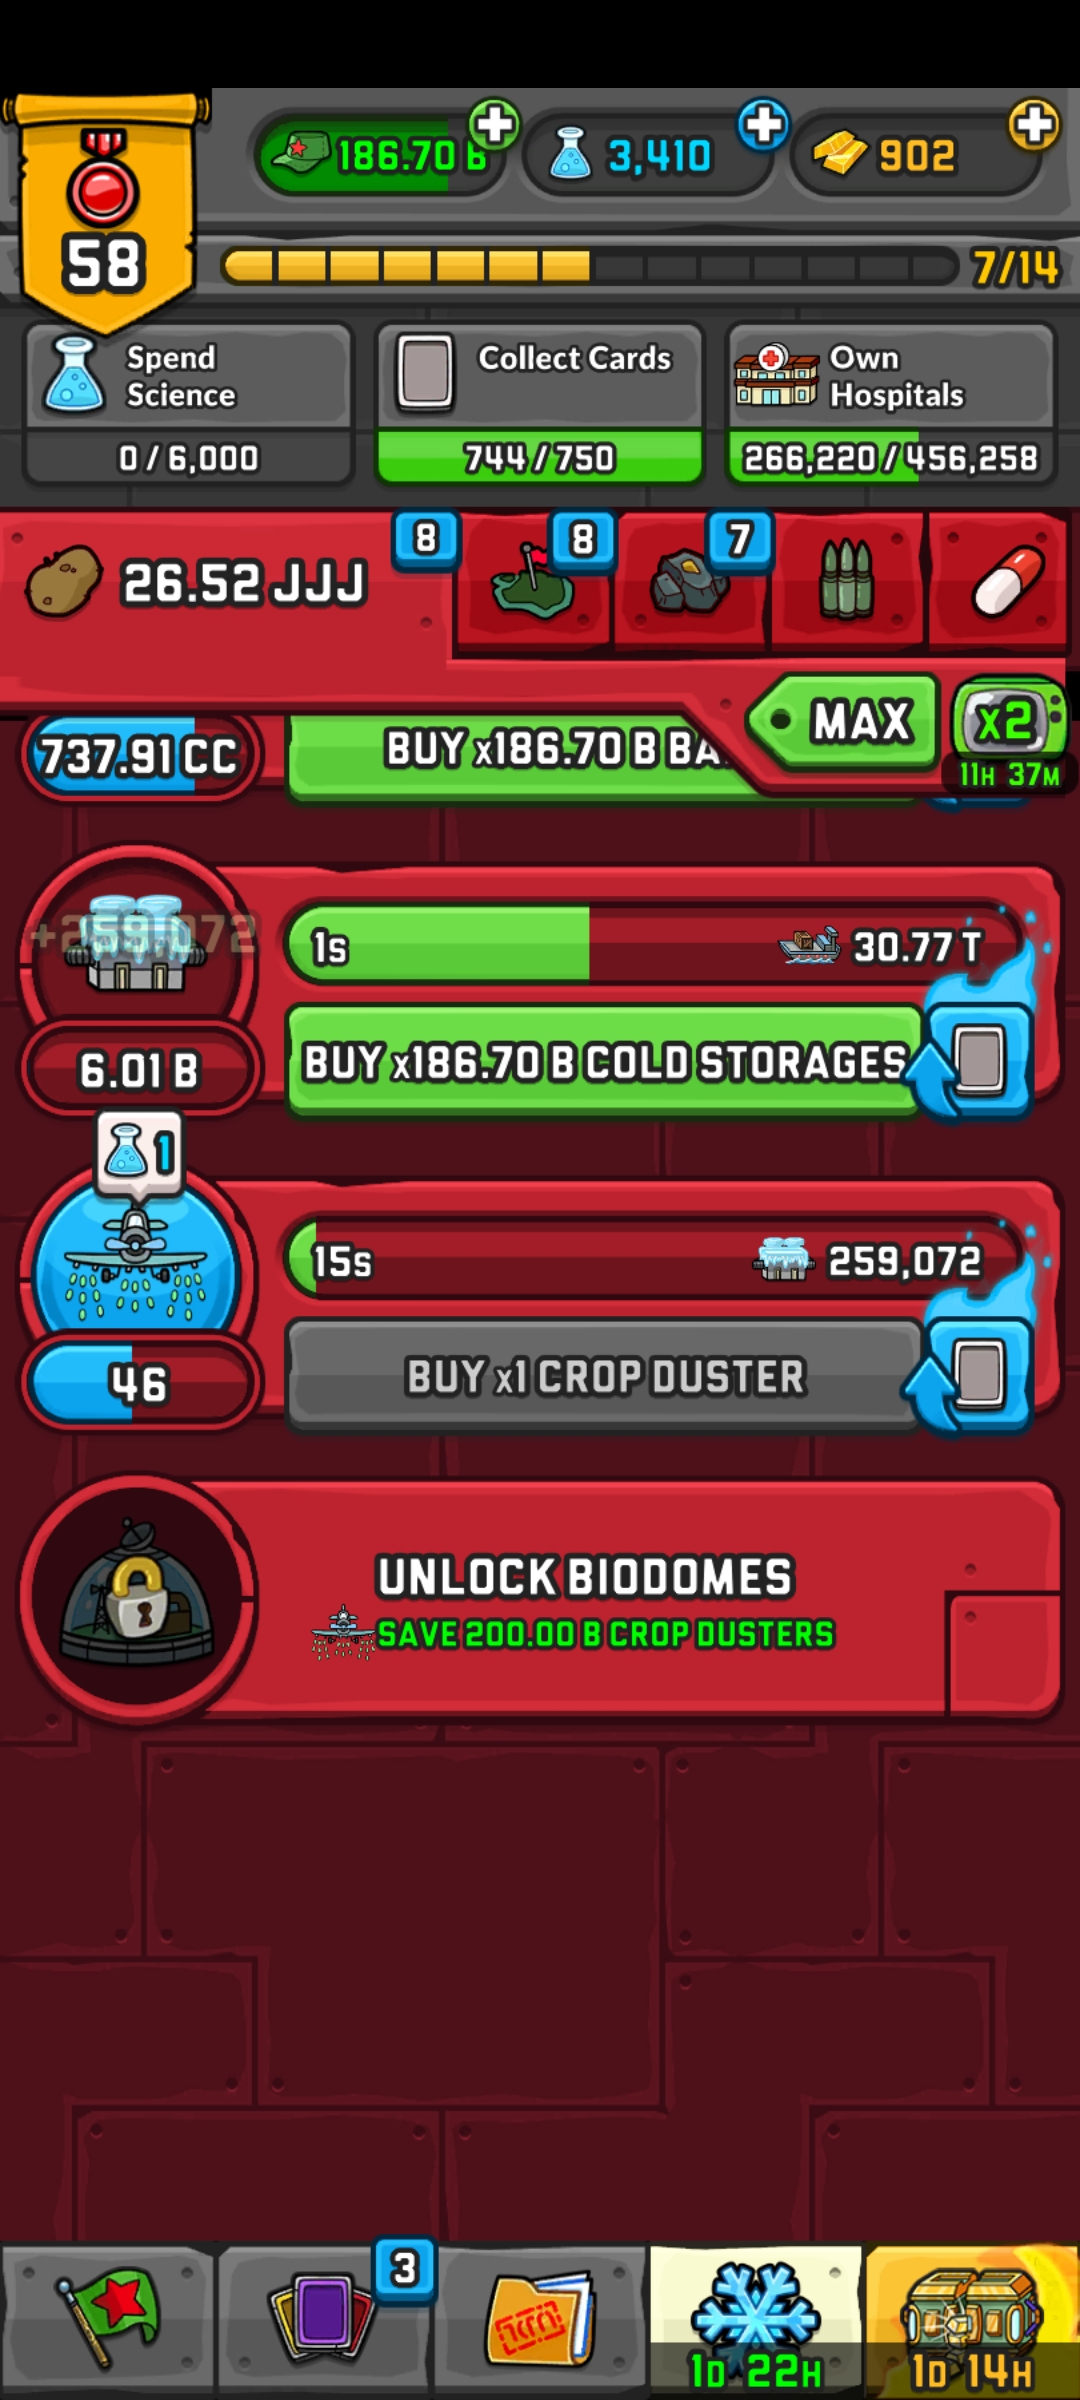 186.70 B
3,410
902
58
7/14
Spend
Science
0 / 6,000
Collect Cards
744 / 750
Own
Hospitals
266,220 / 456,258
26.52 JJJ
8
8
7
MAX
x2
11H 37M
737.91 CC
BUY x186.70 B BA
+259,072
1s
30.77 T
6.01 B
BUY x186.70 B COLD STORAGES
1
15s
259,072
46
BUY x1 CROP DUSTER
UNLOCK BIODOMES
SAVE 200.00 B CROP DUSTERS
3
1D 22H
1D 14H